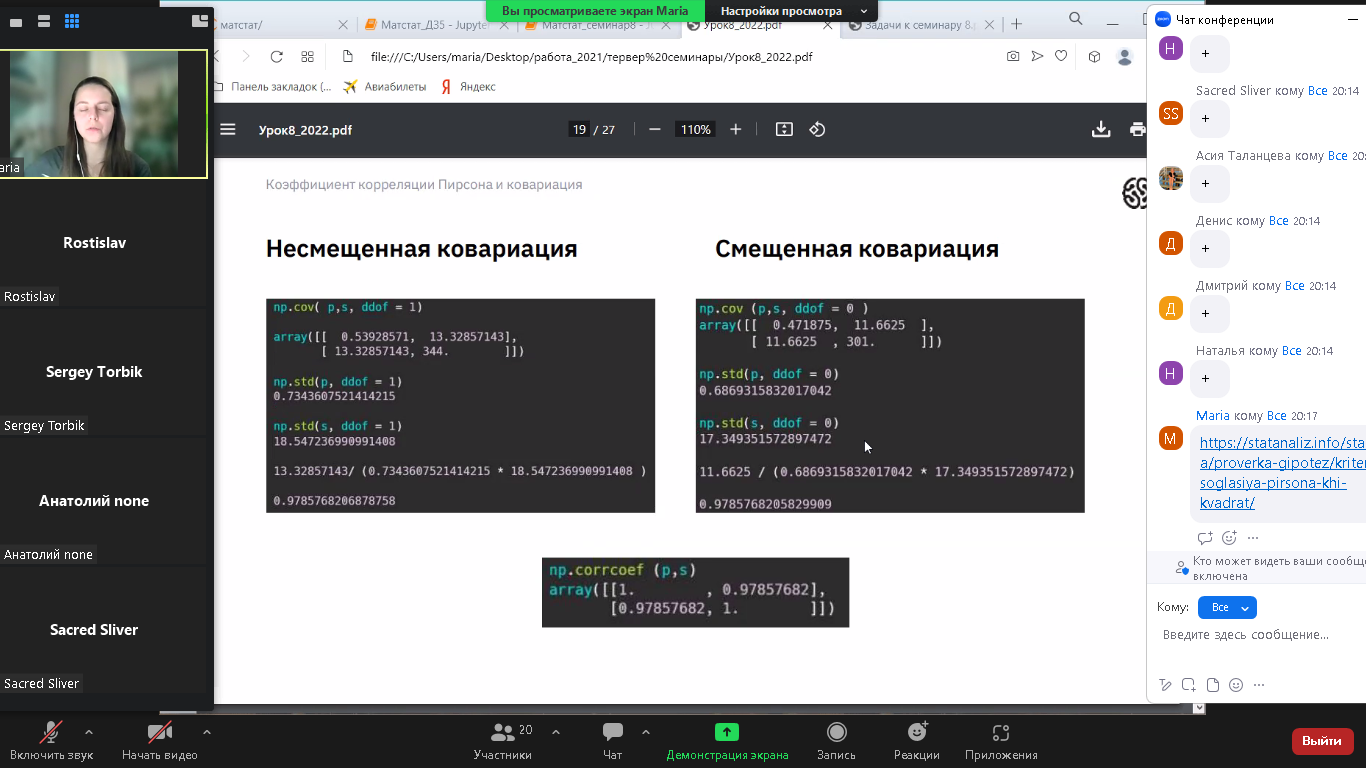 Вы просматриваете экран Maria
Настройки просмотра
матстат/
Матстат_ДЗ5 - Jupyter
Матстат_семинар8 - J
Урок8_2022.pdf
Задачи к семинару 8.
file:///C:/Users/maria/Desktop/работа_2021/тервер%20семинары/Урок8_2022.pdf
Панель закладок (...
Авиабилеты
Яндекс
Урок8_2022.pdf
19 / 27
110%
Коэффициент корреляции Пирсона и ковариация
Несмещенная ковариация
np.cov( p,s, ddof = 1)
array([[ 0.53928571, 13.32857143],
[ 13.32857143, 344. ]])
np.std(p, ddof = 1)
0.7343607521414215
np.std(s, ddof = 1)
18.547236990991408
13.32857143/ (0.7343607521414215 * 18.547236990991408 )
0.9785768206878758
Смещенная ковариация
np.cov (p,s, ddof = 0 )
array([[ 0.471875, 11.6625 ],
[ 11.6625 , 301. ]])
np.std(p, ddof = 0)
0.6869315832017042
np.std(s, ddof = 0)
17.349351572897472
11.6625 / (0.6869315832017042 * 17.349351572897472)
0.9785768205829909
np.corrcoef (p,s)
array([[1. , 0.97857682],
[0.97857682, 1. ]])
aria
Rostislav
Rostislav
Sergey Torbik
Sergey Torbik
Анатолий none
Анатолий none
Sacred Sliver
Sacred Sliver
Чат конференции
Н
+
Sacred Sliver кому Все 20:14
SS
+
Асия Таланцева кому Все 20:
+
Денис кому Все 20:14
Д
+
Дмитрий кому Все 20:14
Д
+
Наталья кому Все 20:14
Н
+
Maria кому Все 20:17
M
https://statanaliz.info/sta
a/proverka-gipotez/kriter
soglasiya-pirsona-khi-
kvadrat/
Кто может видеть ваши сообще
включена
Кому: Все
Введите здесь сообщение...
Включить звук
Начать видео
20
Участники
Чат
Демонстрация экрана
Запись
Реакции
Приложения
Выйти